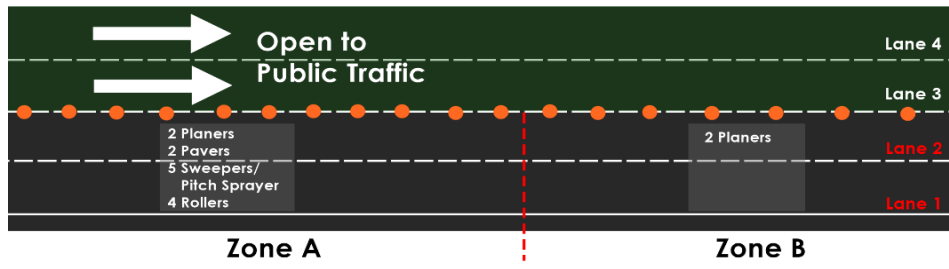 Open to
Public Traffic
Lane 4
Lane 3
2 Planers
2 Pavers
5 Sweepers/
Pitch Sprayer
4 Rollers
2 Planers
Lane 2
Lane 1
Zone A
Zone B